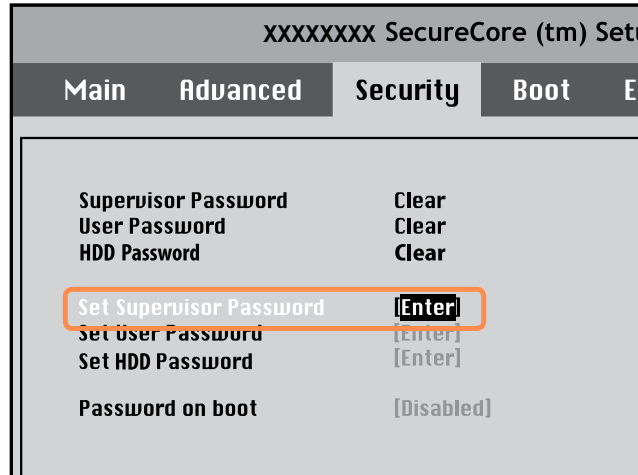 XXXXXXXX SecureCore (tm) Setu
Main Advanced Security Boot E
Supervisor Password Clear
User Password Clear
HDD Password Clear
Set Supervisor Password [Enter]
Set User Password [Enter]
Set HDD Password [Enter]
Password on boot [Disabled]